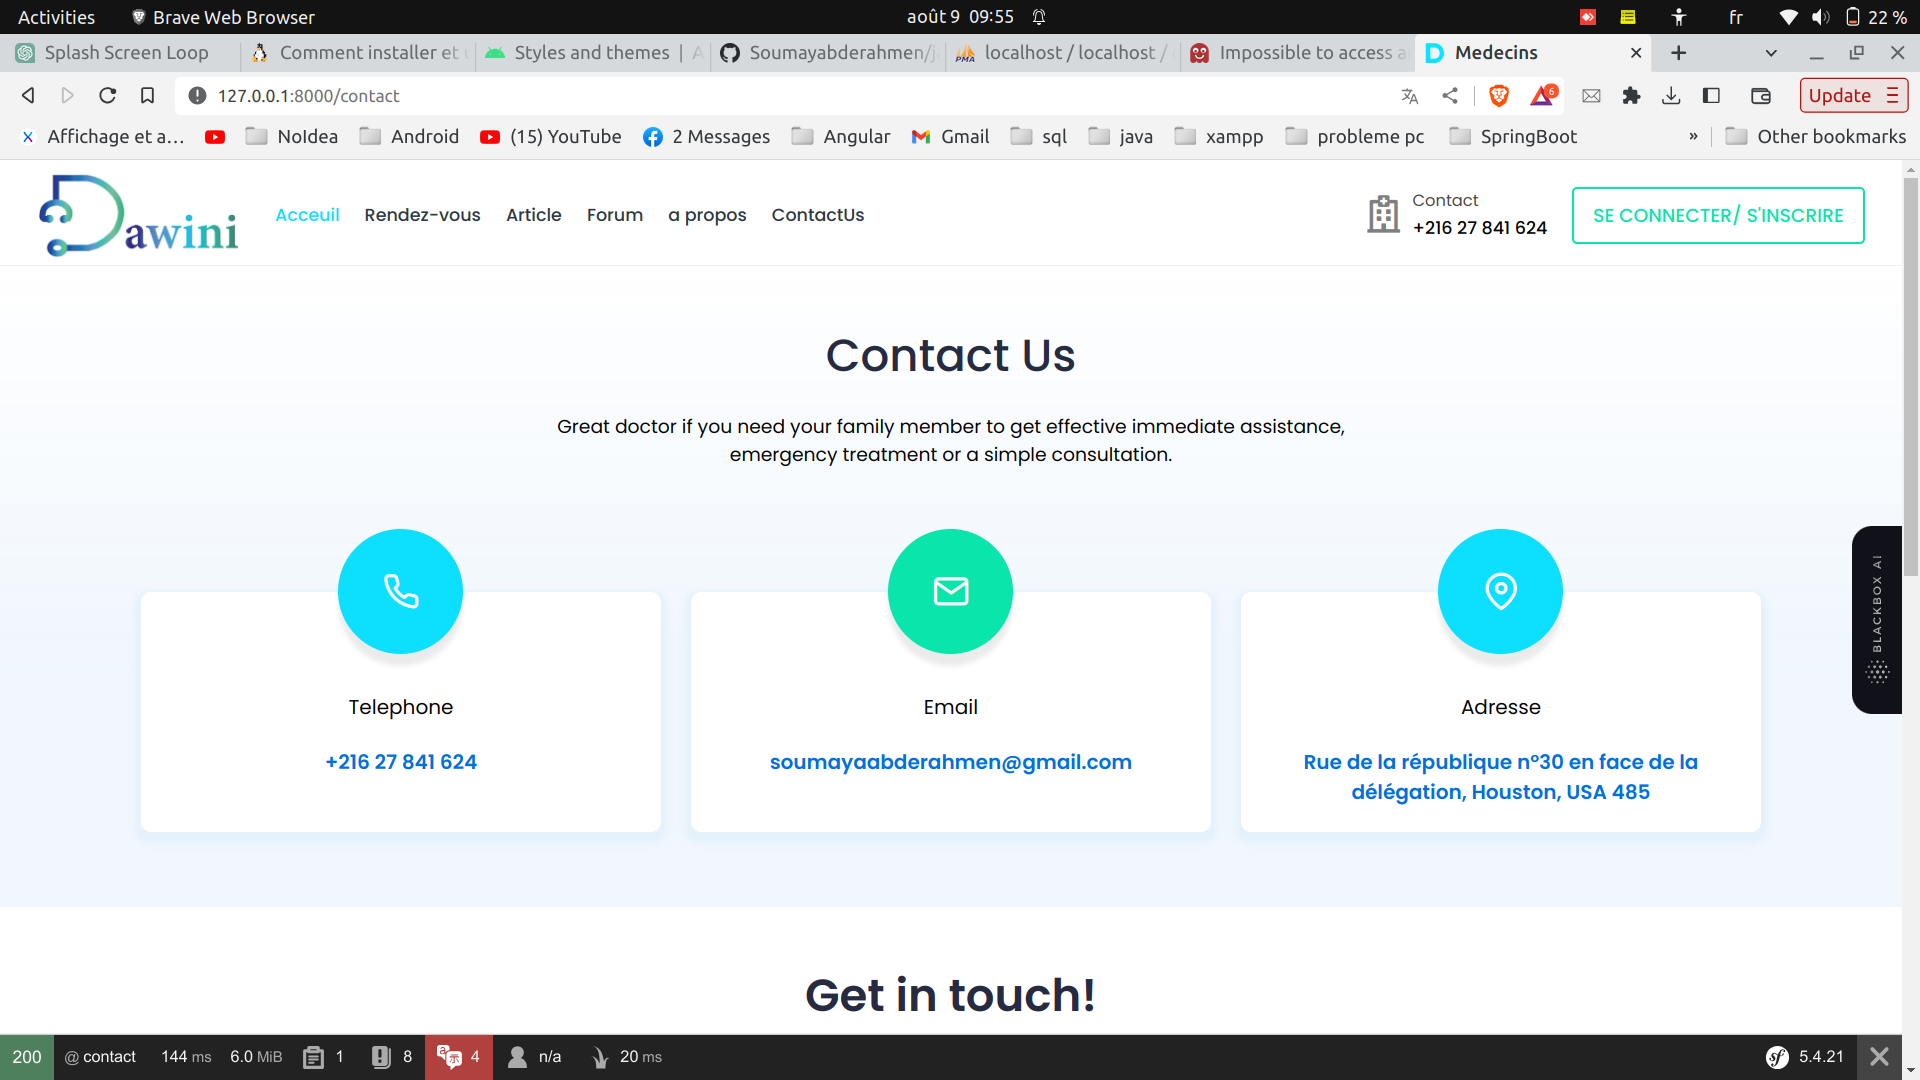 Activities
Brave Web Browser
août 9 09:55
fr
22 %
Splash Screen Loop
Comment installer et
Styles and themes | A
Soumayabderahmen/j
PMA
localhost / localhost /
Impossible to access a
Medecins
127.0.0.1:8000/contact
6
Update
Affichage et a...
NoIdea
Android
(15) YouTube
2 Messages
Angular
Gmail
sql
java
xampp
probleme pc
SpringBoot
»
Other bookmarks
Dawini
Acceuil
Rendez-vous
Article
Forum
a propos
ContactUs
Contact
+216 27 841 624
SE CONNECTER/ S'INSCRIRE
Contact Us
Great doctor if you need your family member to get effective immediate assistance,
emergency treatment or a simple consultation.
BLACKBOX AI
Telephone
+216 27 841 624
Email
soumayaabderahmen@gmail.com
Adresse
Rue de la république n°30 en face de la
délégation, Houston, USA 485
Get in touch!
200
@ contact
144 ms
6.0 MiB
1
8
4
n/a
20 ms
sf
5.4.21